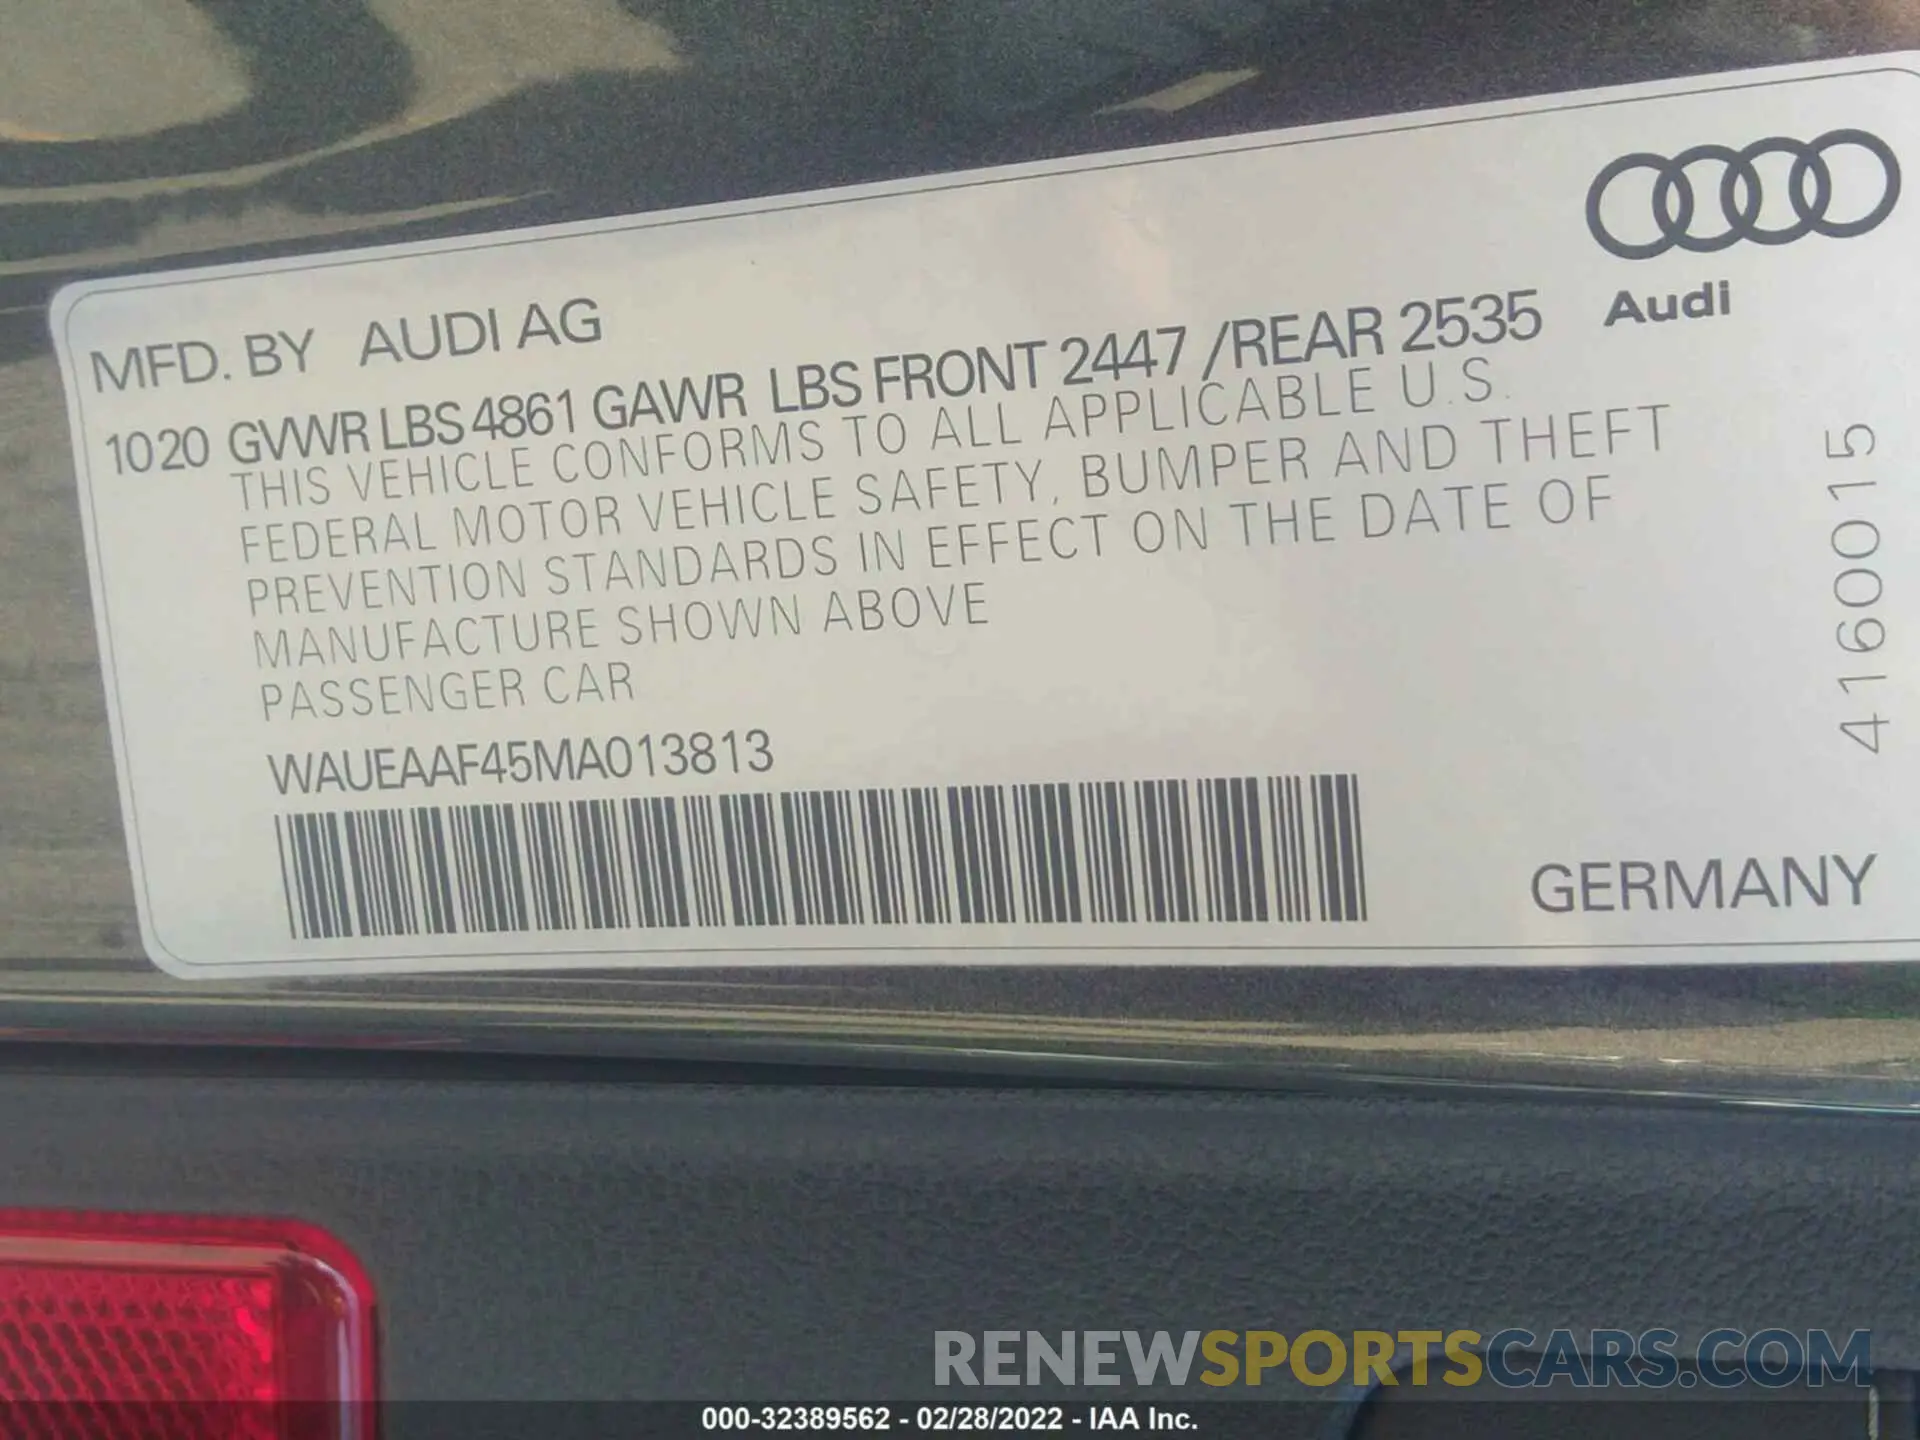 MFD. BY AUDI AG
Audi
1020 GVWR LBS 4861 GAWR LBS FRONT 2447 /REAR 2535
THIS VEHICLE CONFORMS TO ALL APPLICABLE U.S.
FEDERAL MOTOR VEHICLE SAFETY, BUMPER AND THEFT
PREVENTION STANDARDS IN EFFECT ON THE DATE OF
MANUFACTURE SHOWN ABOVE
PASSENGER CAR
WAUEAAF45MA013813
GERMANY
4160015
RENEWSPORTSCARS.COM
000-32389562 - 02/28/2022 - IAA Inc.